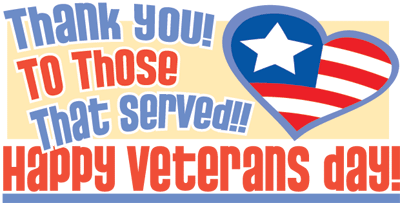 Thank you!
To Those
That served!!
Happy Veterans day!